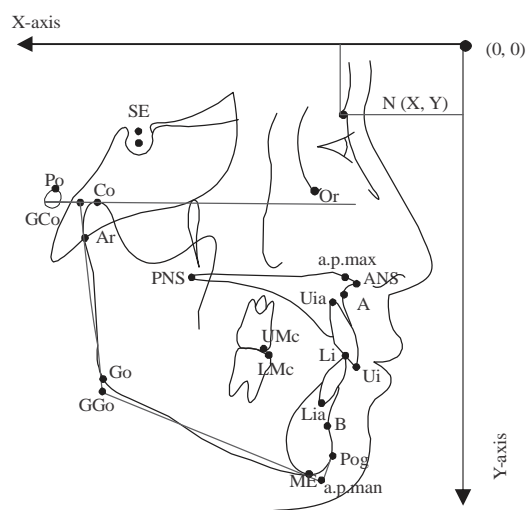 X-axis
(0, 0)
N (X, Y)
SE
Po
Co
Or
GCo
Ar
a.p.max
PNS
ANS
Uia
A
UMc
Li
LMc
Ui
Go
GGo
Lia
B
Pog
ME
a.p.man
Y-axis